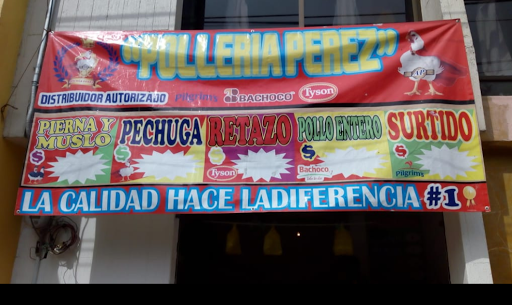 "POLLERIA PEREZ"
DISTRIBUIDOR AUTORIZADO Pilgrim's BACHOCO Tyson
PIERNA Y MUSLO
$
PECHUGA
$
RETAZO
$
Tyson
POLLO ENTERO
$
Bachoco
SURTIDO
$
Pilgrim's
LA CALIDAD HACE LADIFERENCIA #1